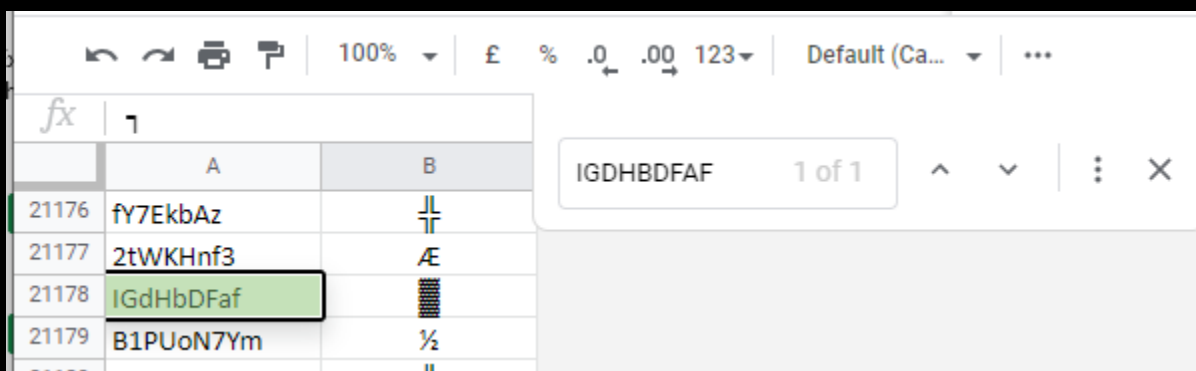 100% £ % .0 .00 123 Default (Ca... ...
fx ┐
IGDHBDFAF 1 of 1
A B
21176 fY7EkbAz ╬
21177 2tWKHnf3 Æ
21178 IGdHbDFaf ▓
21179 B1PUoN7Ym ½